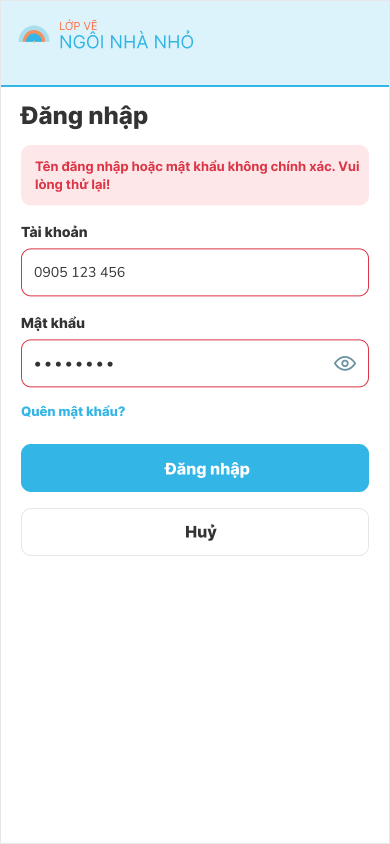 LỚP VẼ
NGÔI NHÀ NHỎ
Đăng nhập
Tên đăng nhập hoặc mật khẩu không chính xác. Vui
lòng thử lại!
Tài khoản
0905 123 456
Mật khẩu
Quên mật khẩu?
Đăng nhập
Huỷ